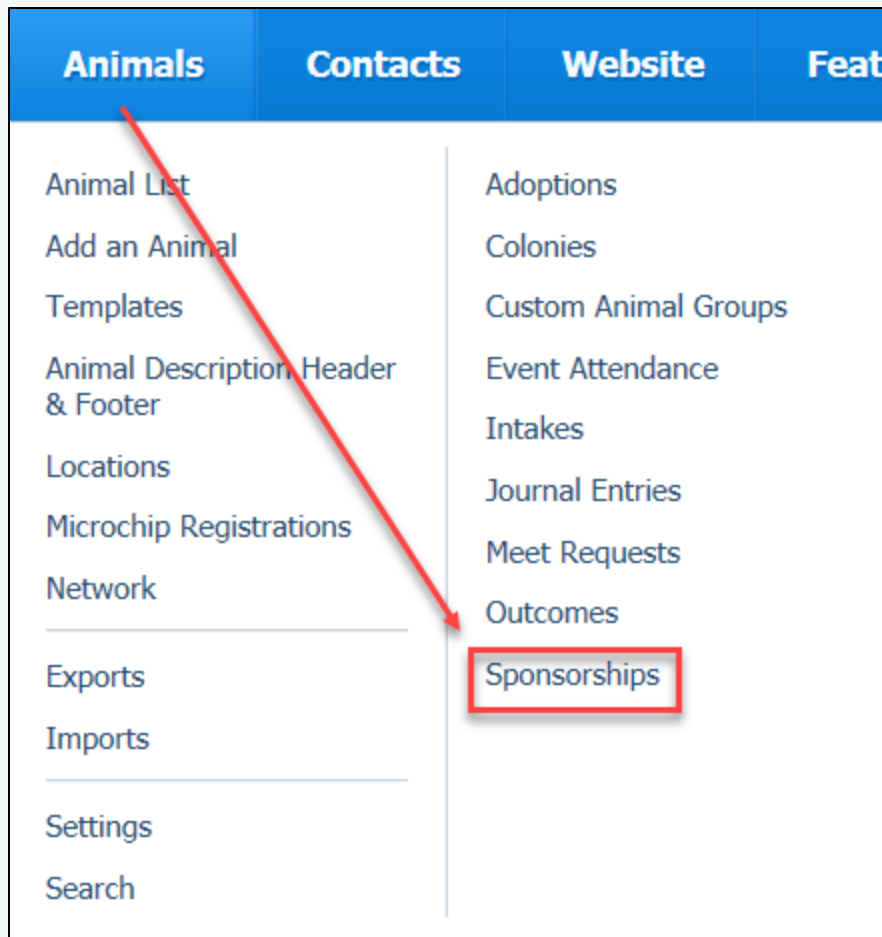 Animals Contacts Website Feat
Animal List
Add an Animal
Templates
Animal Description Header
& Footer
Locations
Microchip Registrations
Network
Exports
Imports
Settings
Search
Adoptions
Colonies
Custom Animal Groups
Event Attendance
Intakes
Journal Entries
Meet Requests
Outcomes
Sponsorships